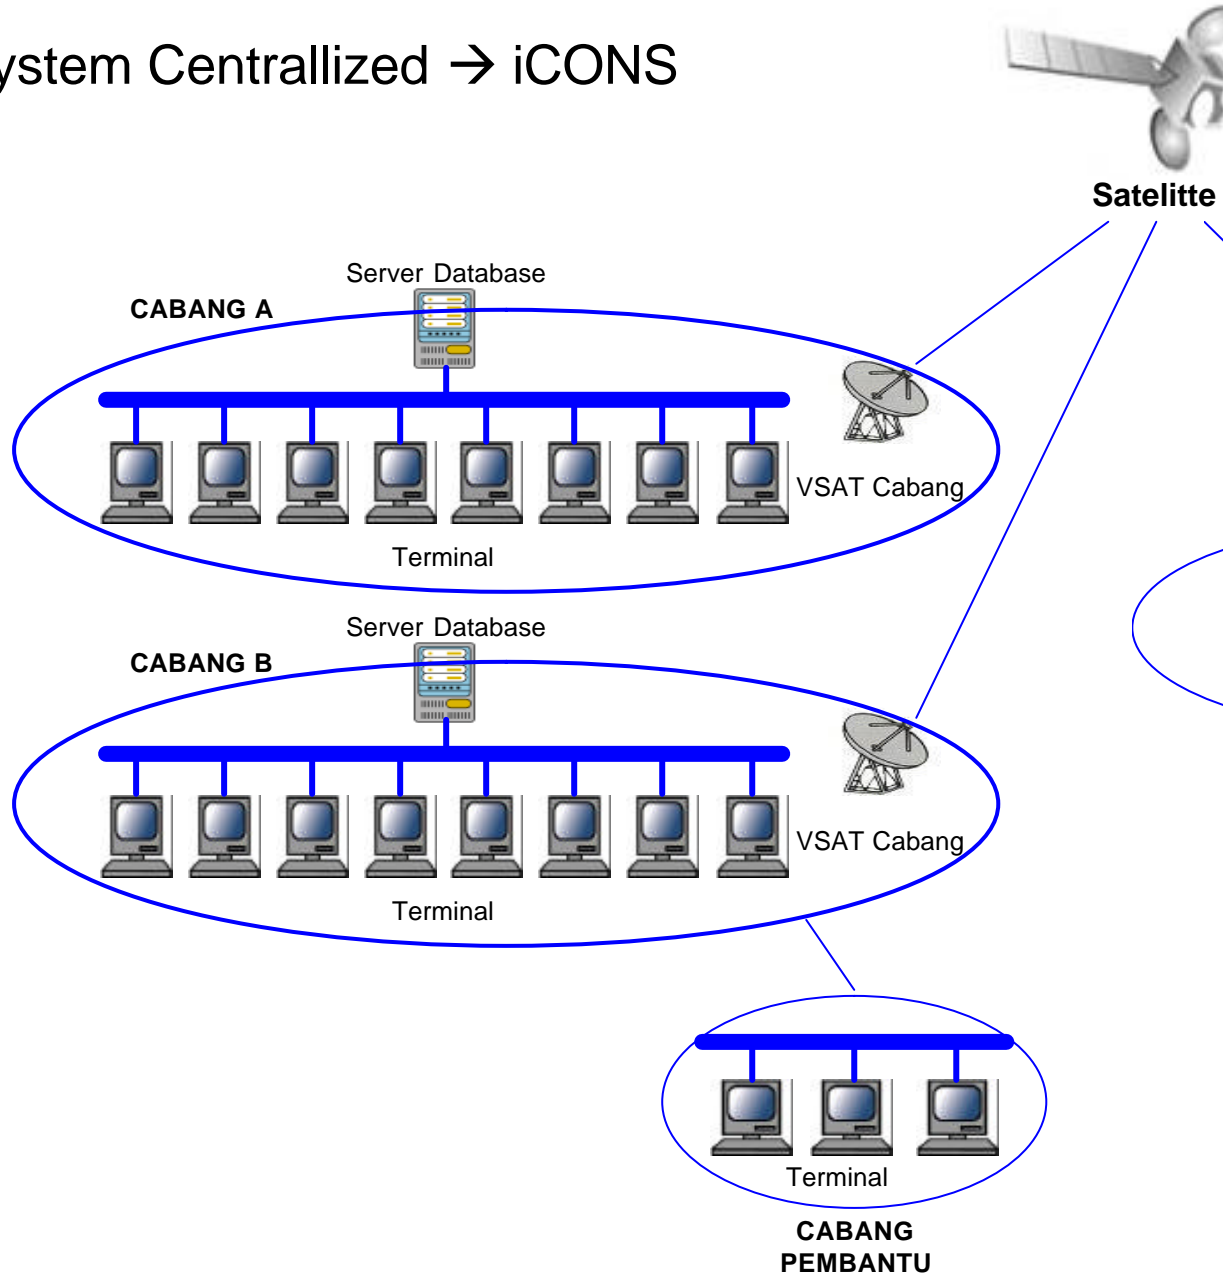 ystem Centrallized → iCONS
Satelitte
Server Database
CABANG A
VSAT Cabang
Terminal
Server Database
CABANG B
VSAT Cabang
Terminal
Terminal
CABANG
PEMBANTU